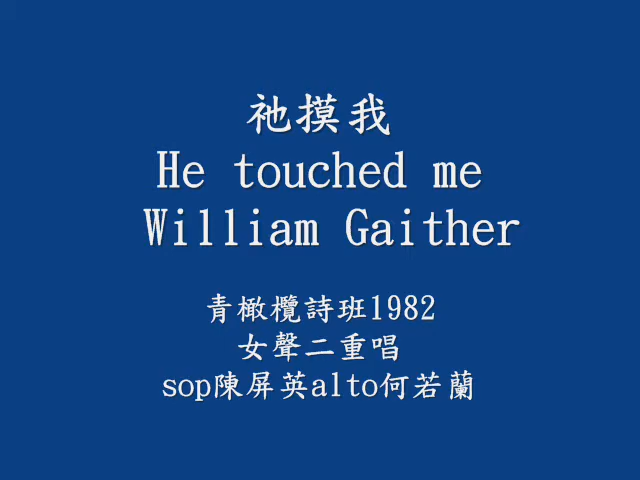 祂摸我
He touched me
William Gaither
青橄欖詩班1982
女聲二重唱
sop陳屏英alto何若蘭